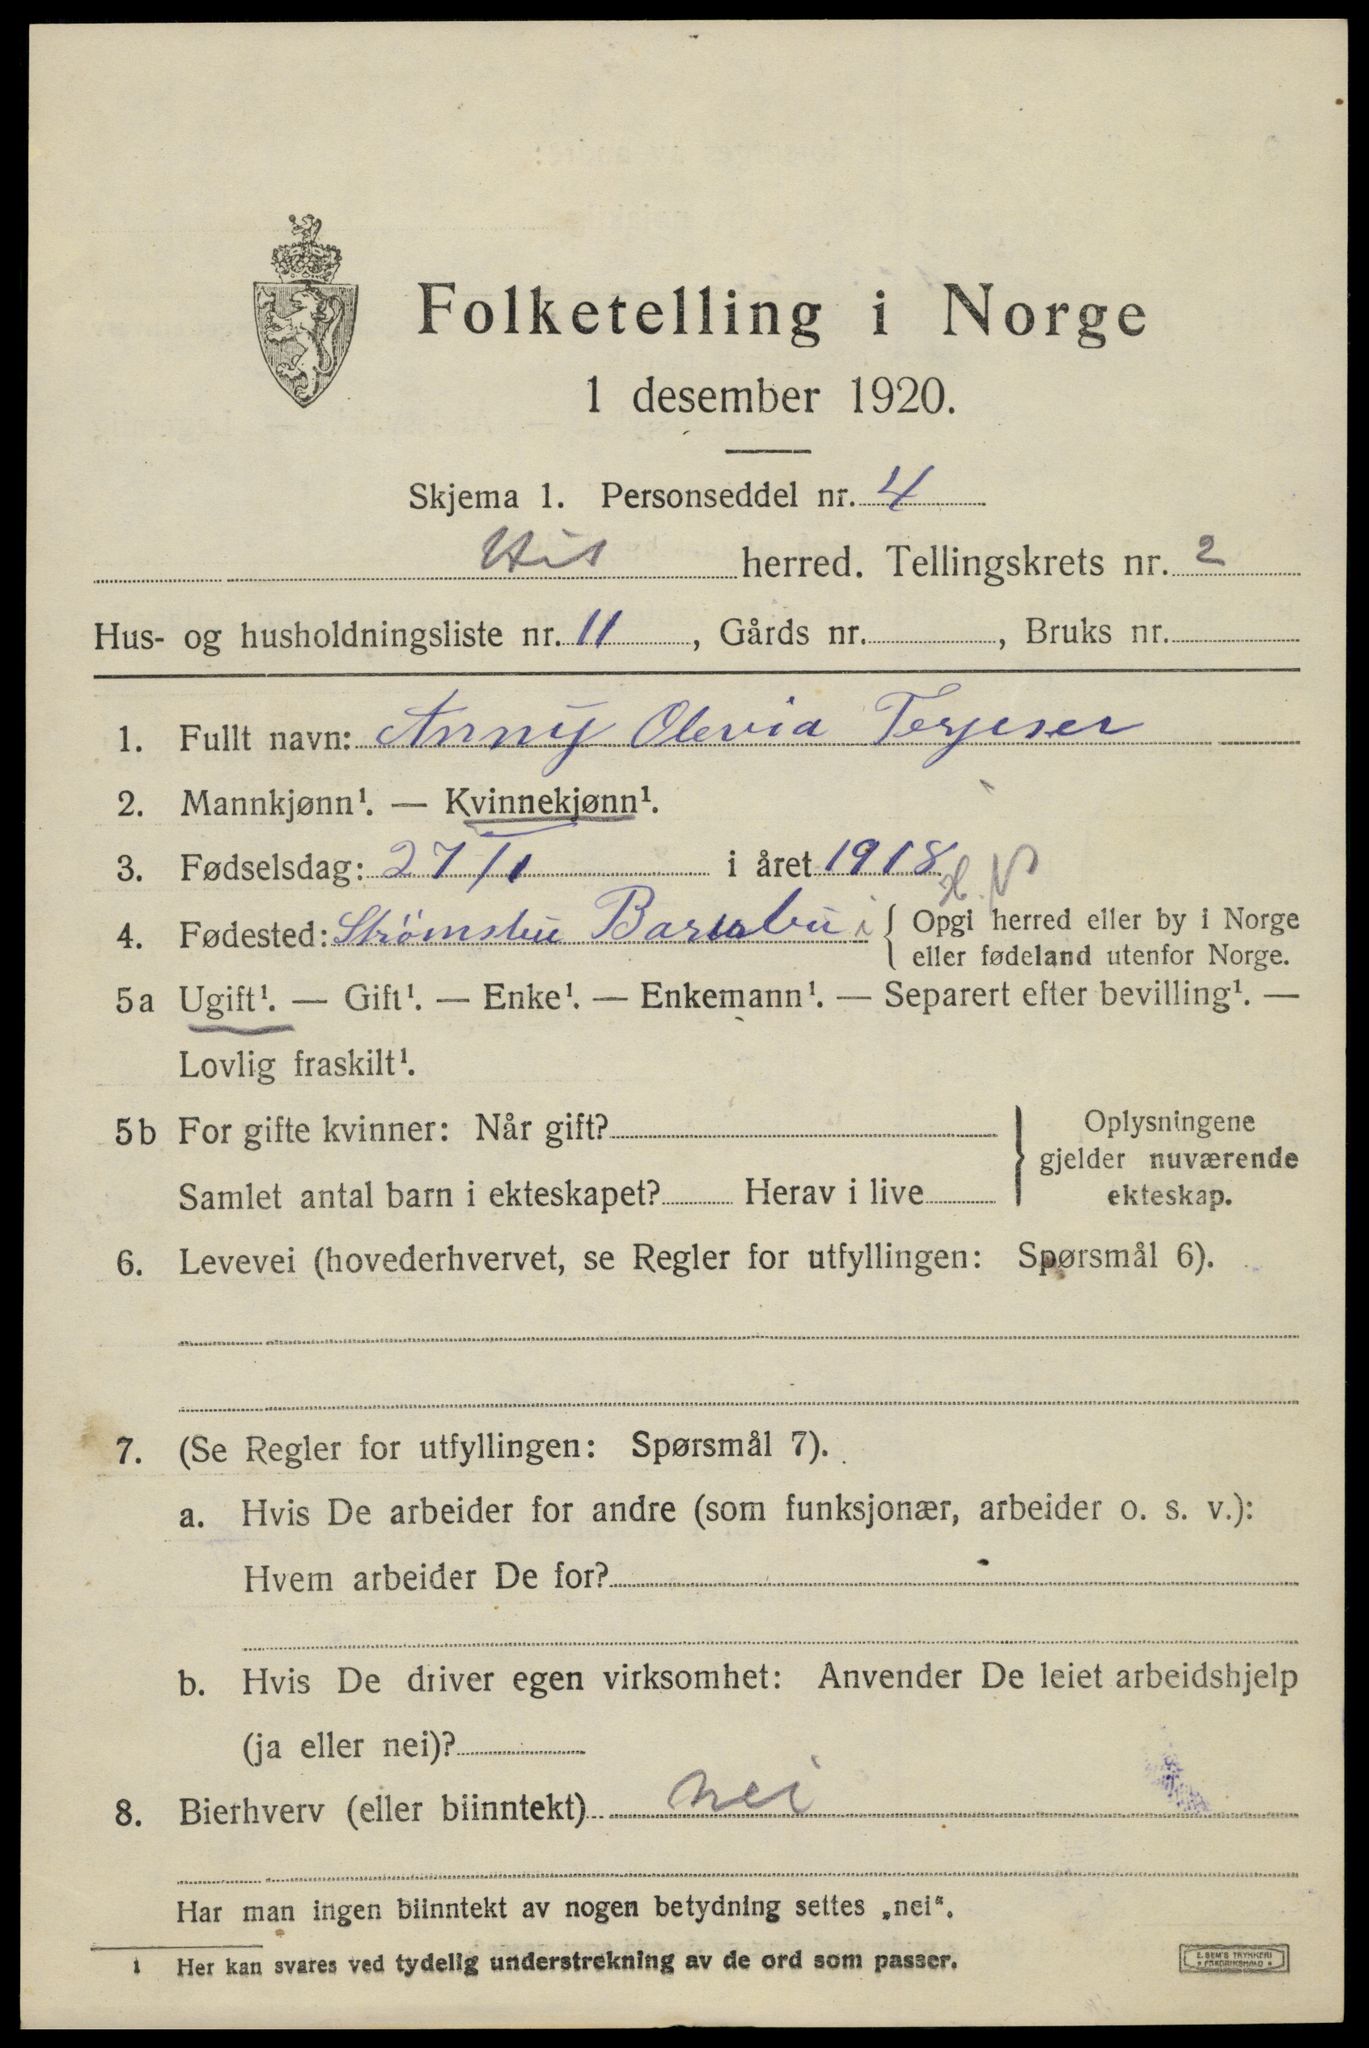 Folketelling i Norge
1 desember 1920.
Skjema 1. Personseddel nr. 4
His herred. Tellingskrets nr. 2
Hus- og husholdningsliste nr. 11, Gårds nr., Bruks nr.
1. Fullt navn: Anny Olevia Terjesen
2. Mannkjønn¹. — Kvinnekjønn¹.
3. Fødselsdag: 27/1 i året 1918
4. Fødested: Strømsbu Barbu i { Opgi herred eller by i Norge
eller fødeland utenfor Norge.
5a Ugift¹. — Gift¹. — Enke¹. — Enkemann¹. — Separert efter bevilling¹. —
Lovlig fraskilt¹.
5b For gifte kvinner: Når gift? } Oplysningene
gjelder nuværende
Samlet antal barn i ekteskapet? Herav i live ekteskap.
6. Levevei (hovederhvervet, se Regler for utfyllingen: Spørsmål 6).
7. (Se Regler for utfyllingen: Spørsmål 7).
a. Hvis De arbeider for andre (som funksjonær, arbeider o. s. v.):
Hvem arbeider De for?
b. Hvis De driver egen virksomhet: Anvender De leiet arbeidshjelp
(ja eller nei)?
8. Bierhverv (eller biinntekt) nei
Har man ingen biinntekt av nogen betydning settes „nei“.
1 Her kan svares ved tydelig understrekning av de ord som passer.
E. SEM'S TRYKKERI
FREDRIKSHALD